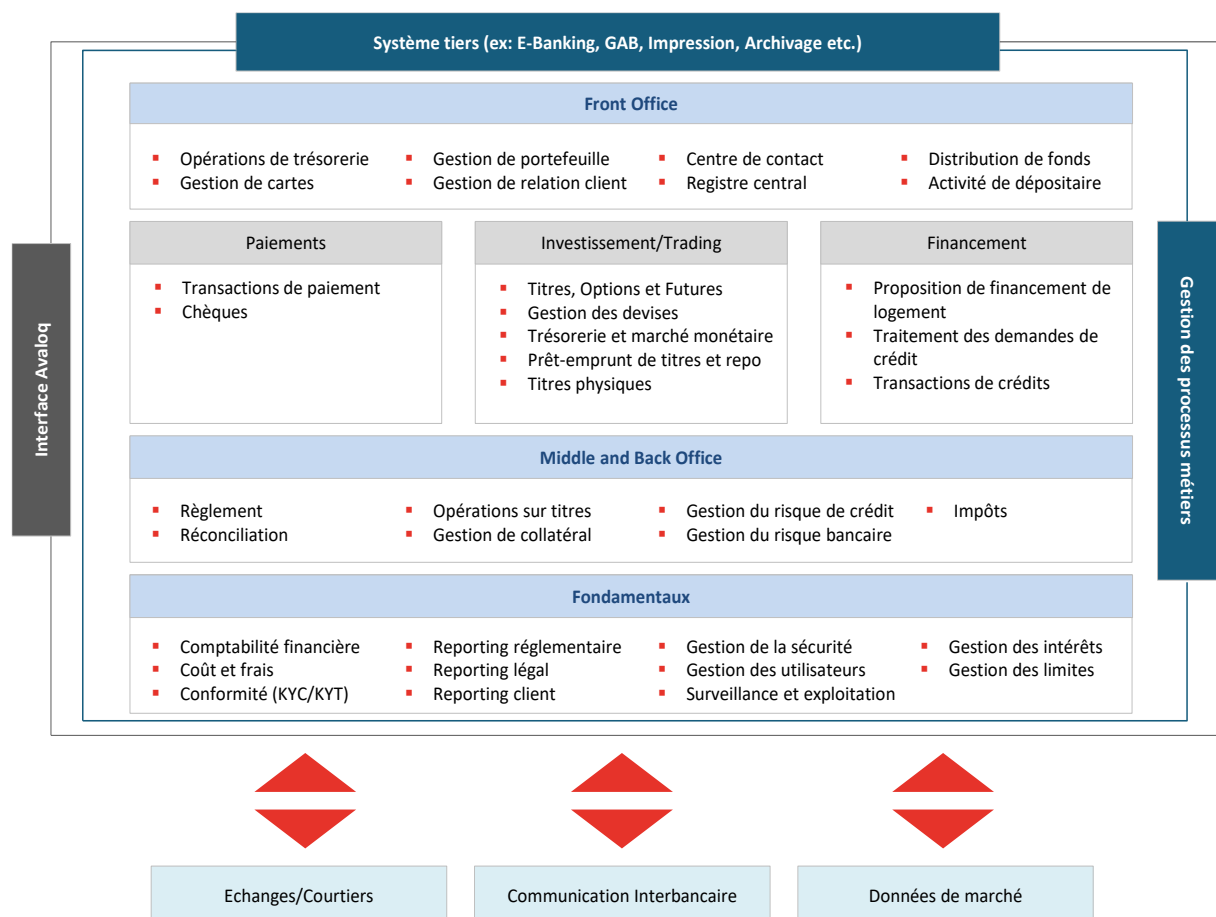 Système tiers (ex: E-Banking, GAB, Impression, Archivage etc.)
Front Office
Opérations de trésorerie
Gestion de cartes
Gestion de portefeuille
Gestion de relation client
Centre de contact
Registre central
Distribution de fonds
Activité de dépositaire
Interface Avaloq
Paiements
Transactions de paiement
Chèques
Investissement/Trading
Titres, Options et Futures
Gestion des devises
Trésorerie et marché monétaire
Prêt-emprunt de titres et repo
Titres physiques
Financement
Proposition de financement de
logement
Traitement des demandes de
crédit
Transactions de crédits
Gestion des processus métiers
Middle and Back Office
Règlement
Réconciliation
Opérations sur titres
Gestion de collatéral
Gestion du risque de crédit
Gestion du risque bancaire
Impôts
Fondamentaux
Comptabilité financière
Coût et frais
Conformité (KYC/KYT)
Reporting réglementaire
Reporting légal
Reporting client
Gestion de la sécurité
Gestion des utilisateurs
Surveillance et exploitation
Gestion des intérêts
Gestion des limites
Echanges/Courtiers
Communication Interbancaire
Données de marché